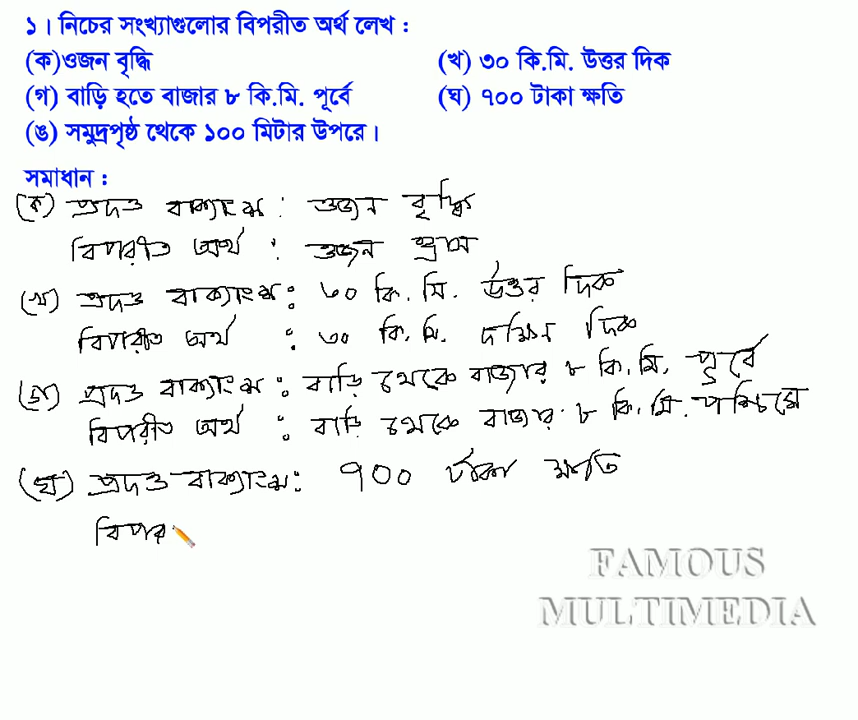 ১। নিচের সংখ্যাগুলোর বিপরীত অর্থ লেখ :
(ক)ওজন বৃদ্ধি (খ) ৩০ কি.মি. উত্তর দিক
(গ) বাড়ি হতে বাজার ৮ কি.মি. পূর্বে (ঘ) ৭০০ টাকা ক্ষতি
(ঙ) সমুদ্রপৃষ্ঠ থেকে ১০০ মিটার উপরে।
সমাধান :
(ক) প্রদত্ত বাক্যাংশ : ওজন বৃদ্ধি
বিপরীত অর্থ : ওজন হ্রাস
(খ) প্রদত্ত বাক্যাংশ : ৩০ কি.মি. উত্তর দিক
বিপরীত অর্থ : ৩০ কি.মি. দক্ষিন দিক
(গ) প্রদত্ত বাক্যাংশ : বাড়ি থেকে বাজার ৮ কি.মি. পূর্বে
বিপরীত অর্থ : বাড়ি থেকে বাজার ৮ কি.মি. পশ্চিমে
(ঘ) প্রদত্ত বাক্যাংশ : ৭০০ টাকা ক্ষতি
বিপর
FAMOUS
MULTIMEDIA